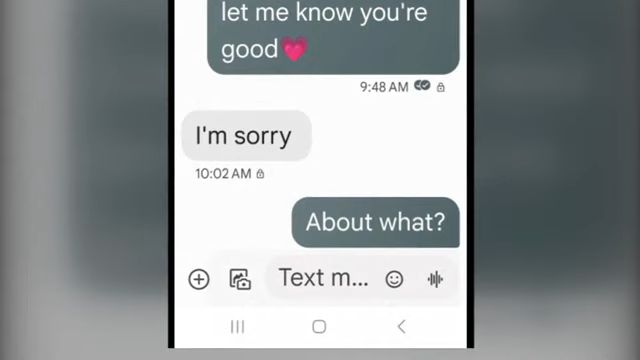 let me know you're
good💗
9:48 AM
I'm sorry
10:02 AM
About what?
Text m...